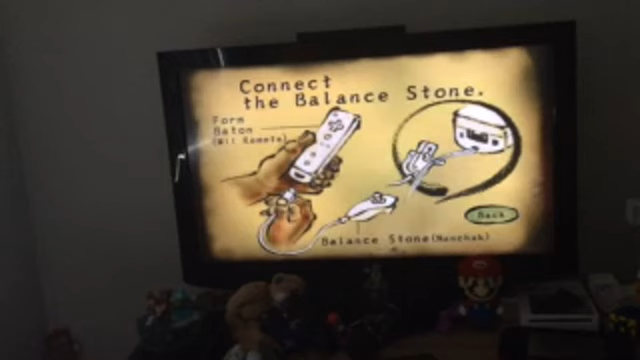 Connect
the Balance Stone.
Form
Baton
(Wii Remote)
Back
Balance Stone(Nunchuk)